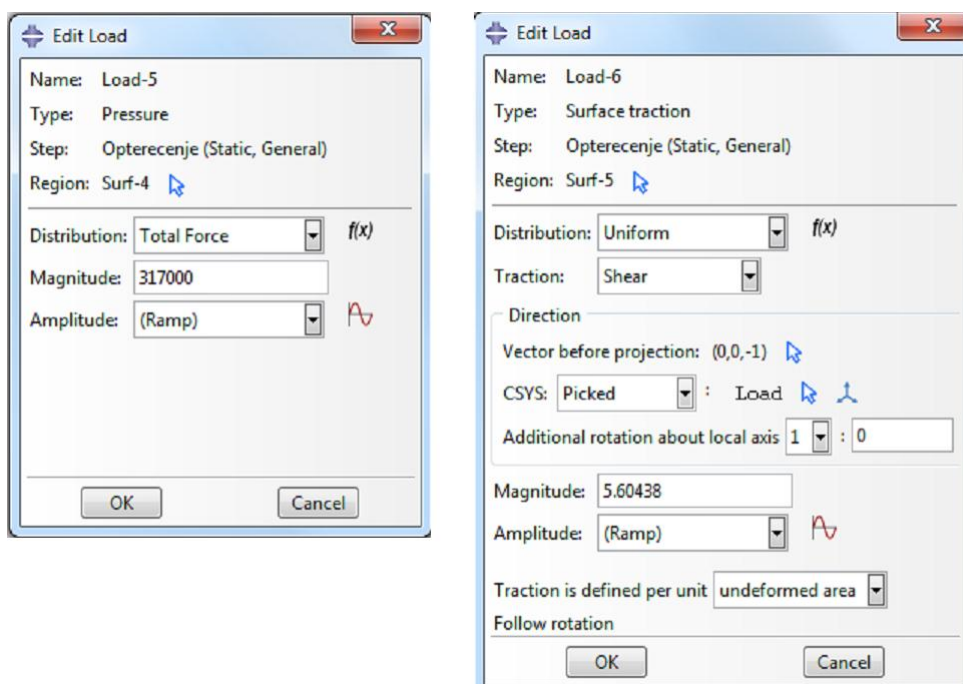 Edit Load
Name: Load-5
Type: Pressure
Step: Opterecenje (Static, General)
Region: Surf-4
Distribution: Total Force f(x)
Magnitude: 317000
Amplitude: (Ramp)
OK Cancel
Edit Load
Name: Load-6
Type: Surface traction
Step: Opterecenje (Static, General)
Region: Surf-5
Distribution: Uniform f(x)
Traction: Shear
Direction
Vector before projection: (0,0,-1)
CSYS: Picked : Load
Additional rotation about local axis 1 : 0
Magnitude: 5.60438
Amplitude: (Ramp)
Traction is defined per unit undeformed area
Follow rotation
OK Cancel